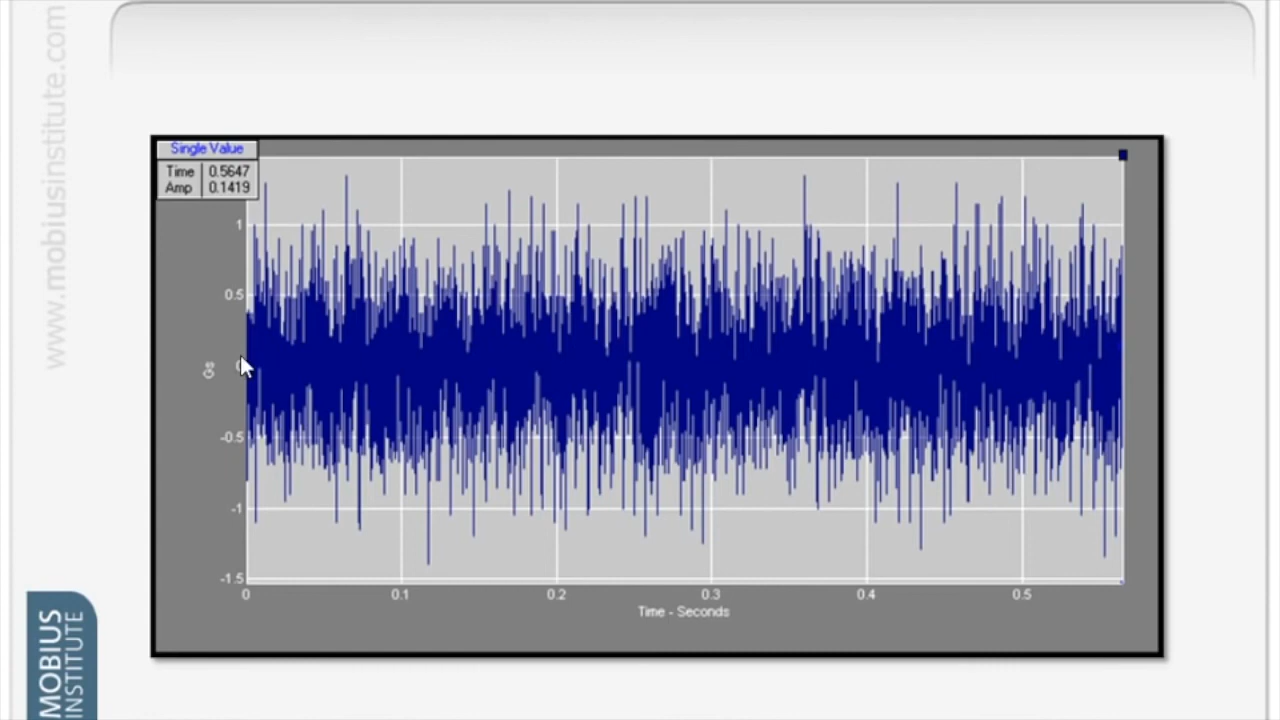 www.mobiusinstitute.com
Single Value
Time 0.5647
Amp 0.1419
1
0.5
-0.5
-1
-1.5
Gs
0 0.1 0.2 0.3 0.4 0.5
Time - Seconds
MOBIUS
INSTITUTE